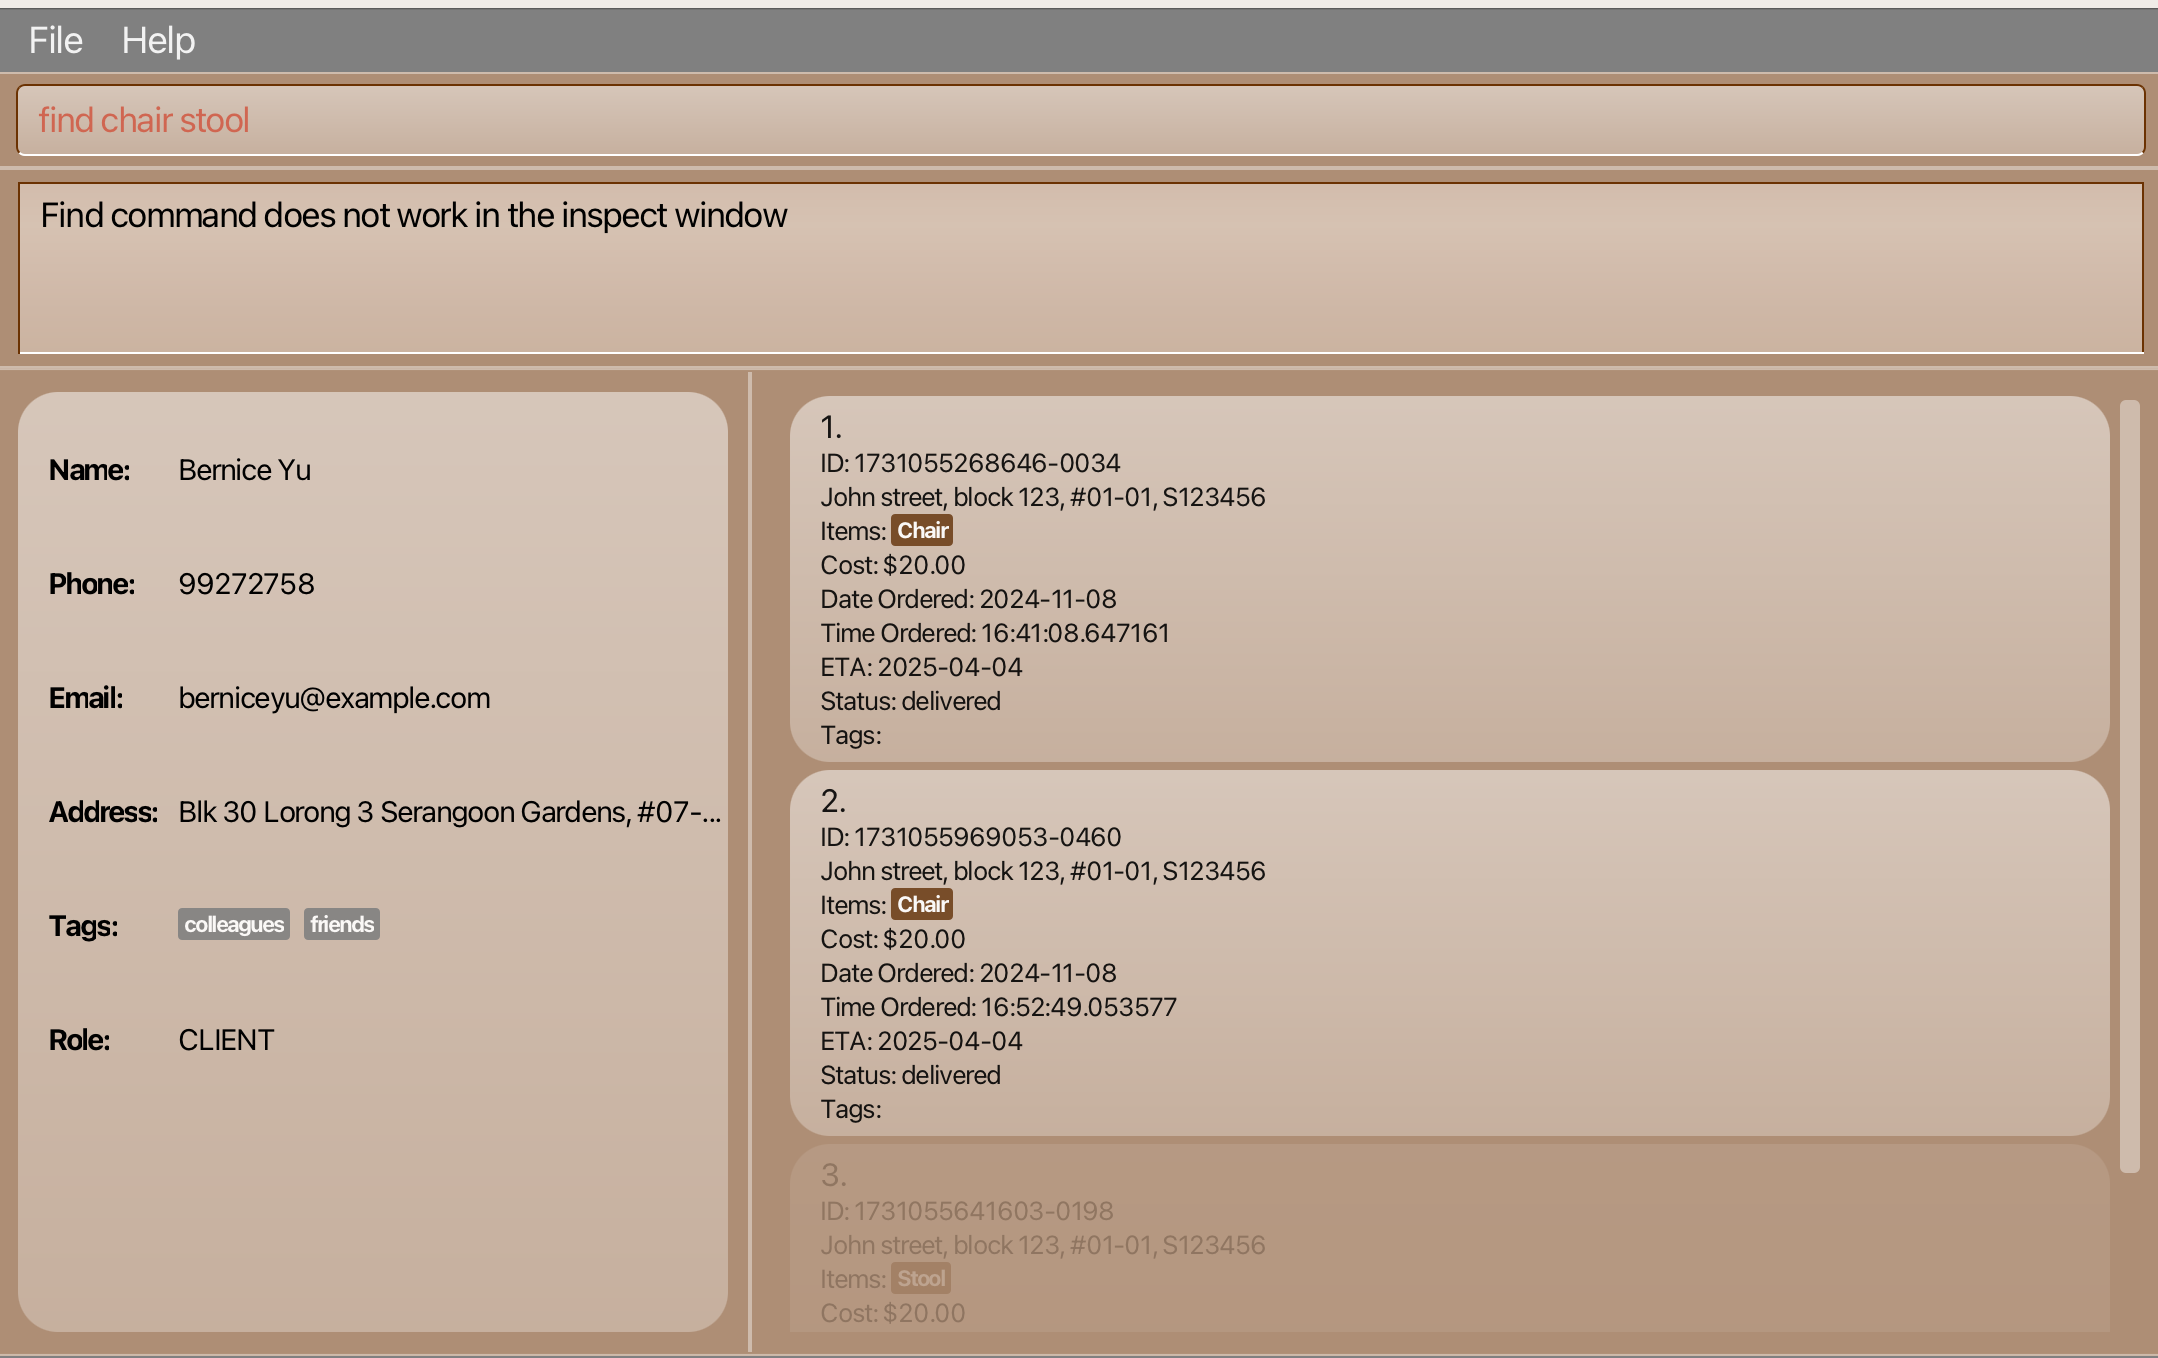 File Help
find chair stool
Find command does not work in the inspect window
Name: Bernice Yu
Phone: 99272758
Email: berniceyu@example.com
Address: Blk 30 Lorong 3 Serangoon Gardens, #07-...
Tags: colleagues friends
Role: CLIENT
1.
ID: 1731055268646-0034
John street, block 123, #01-01, S123456
Items: Chair
Cost: $20.00
Date Ordered: 2024-11-08
Time Ordered: 16:41:08.647161
ETA: 2025-04-04
Status: delivered
Tags:
2.
ID: 1731055969053-0460
John street, block 123, #01-01, S123456
Items: Chair
Cost: $20.00
Date Ordered: 2024-11-08
Time Ordered: 16:52:49.053577
ETA: 2025-04-04
Status: delivered
Tags:
3.
ID: 1731055641603-0198
John street, block 123, #01-01, S123456
Items: Stool
Cost: $20.00